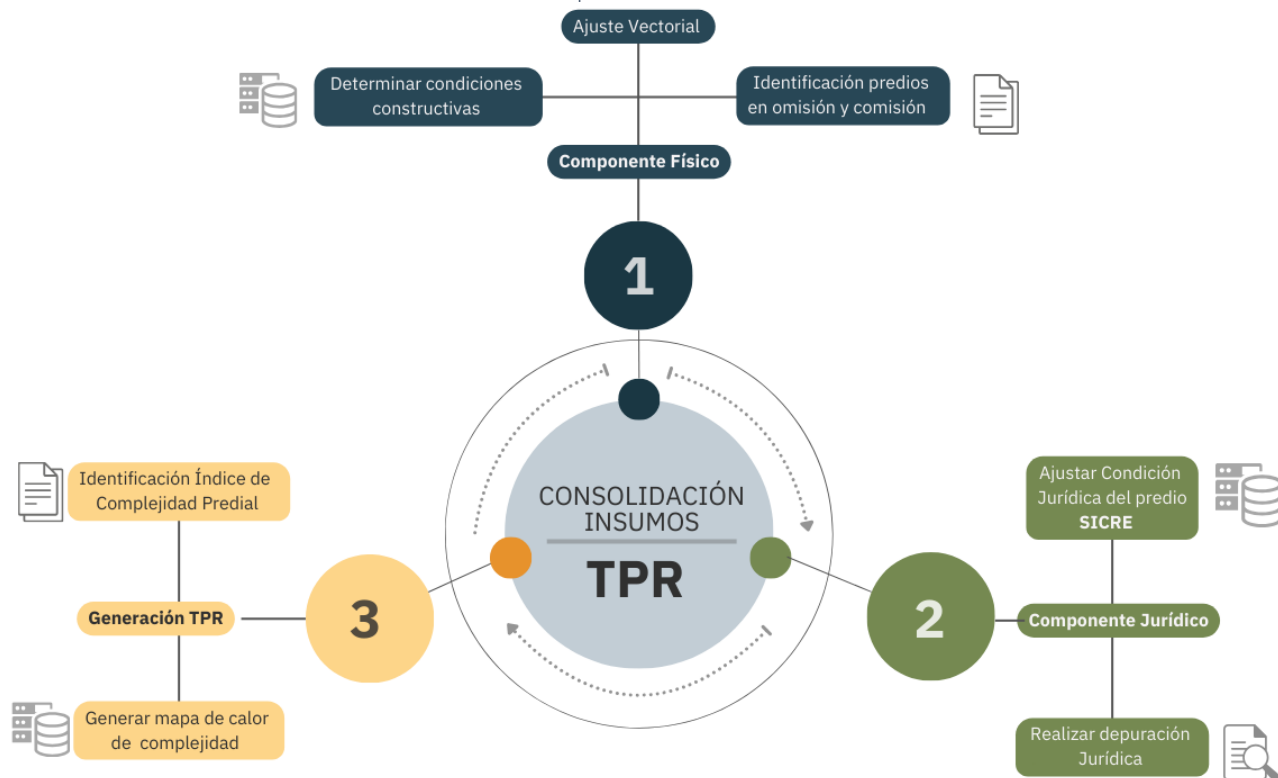 Ajuste Vectorial
Determinar condiciones
constructivas
Identificación predios
en omisión y comisión
Componente Físico
1
CONSOLIDACIÓN
INSUMOS
TPR
Identificación Índice de
Complejidad Predial
Generación TPR
3
Generar mapa de calor
de complejidad
2
Ajustar Condición
Jurídica del predio
SICRE
Componente Jurídico
Realizar depuración
Jurídica